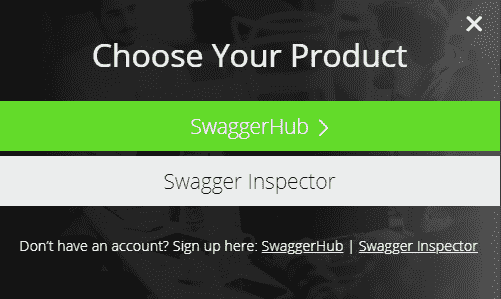 Choose Your Product
SwaggerHub
Swagger Inspector
Don't have an account? Sign up here: SwaggerHub | Swagger Inspector